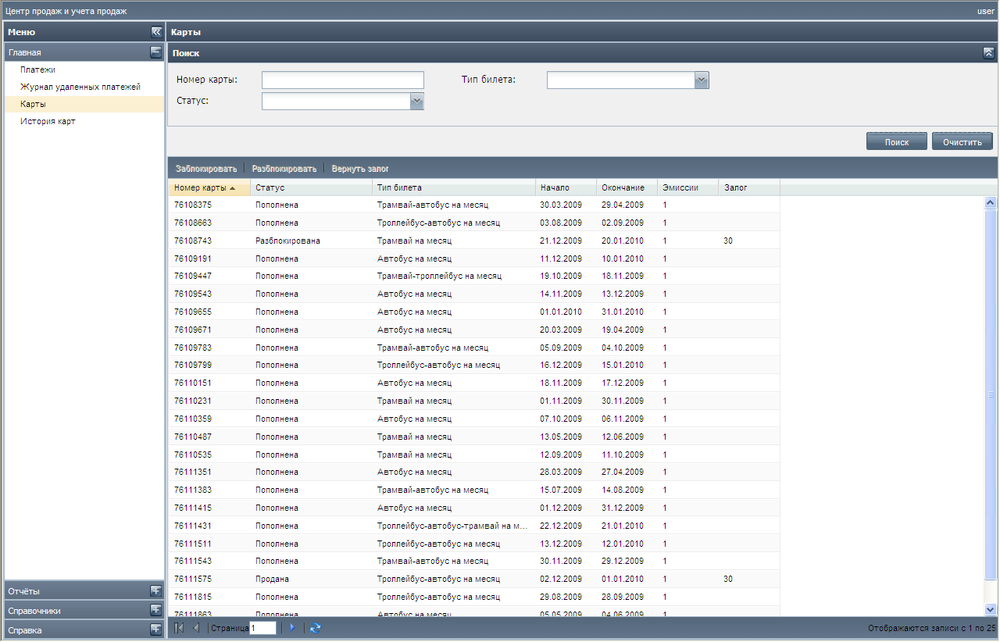 Центр продаж и учета продаж user
Меню Карты
Главная
Платежи
Журнал удаленных платежей
Карты
История карт
Поиск
Номер карты: Тип билета:
Статус:
Поиск Очистить
Заблокировать Разблокировать Вернуть залог
Номер карты Статус Тип билета Начало Окончание Эмиссии Залог
76108375 Пополнена Трамвай-автобус на месяц 30.03.2009 29.04.2009 1
76108663 Пополнена Троллейбус-автобус на месяц 03.08.2009 02.09.2009 1
76108743 Разблокирована Трамвай на месяц 21.12.2009 20.01.2010 1 30
76109191 Пополнена Автобус на месяц 11.12.2009 10.01.2010 1
76109447 Пополнена Трамвай-троллейбус на месяц 19.10.2009 18.11.2009 1
76109543 Пополнена Автобус на месяц 14.11.2009 13.12.2009 1
76109655 Пополнена Автобус на месяц 01.01.2010 31.01.2010 1
76109671 Пополнена Автобус на месяц 20.03.2009 19.04.2009 1
76109783 Пополнена Трамвай-автобус на месяц 05.09.2009 04.10.2009 1
76109799 Пополнена Троллейбус-автобус на месяц 16.12.2009 15.01.2010 1
76110151 Пополнена Автобус на месяц 18.11.2009 17.12.2009 1
76110231 Пополнена Трамвай на месяц 01.11.2009 30.11.2009 1
76110359 Пополнена Автобус на месяц 07.10.2009 06.11.2009 1
76110487 Пополнена Трамвай на месяц 13.05.2009 12.06.2009 1
76110535 Пополнена Трамвай на месяц 12.09.2009 11.10.2009 1
76111351 Пополнена Автобус на месяц 28.03.2009 27.04.2009 1
76111383 Пополнена Трамвай-автобус на месяц 15.07.2009 14.08.2009 1
76111415 Пополнена Автобус на месяц 01.12.2009 31.12.2009 1
76111431 Пополнена Троллейбус-автобус-трамвай на м... 22.12.2009 21.01.2010 1
76111511 Пополнена Троллейбус-автобус на месяц 13.12.2009 12.01.2010 1
76111543 Пополнена Трамвай-автобус на месяц 30.11.2009 29.12.2009 1
76111575 Продана Троллейбус-автобус на месяц 02.12.2009 01.01.2010 1 30
76111815 Пополнена Троллейбус-автобус на месяц 29.08.2009 28.09.2009 1
76111863 Пополнена Автобус на месяц 05.05.2009 04.06.2009 1
Отчёты
Справочники
Справка
Страница 1 Отображаются записи с 1 по 25